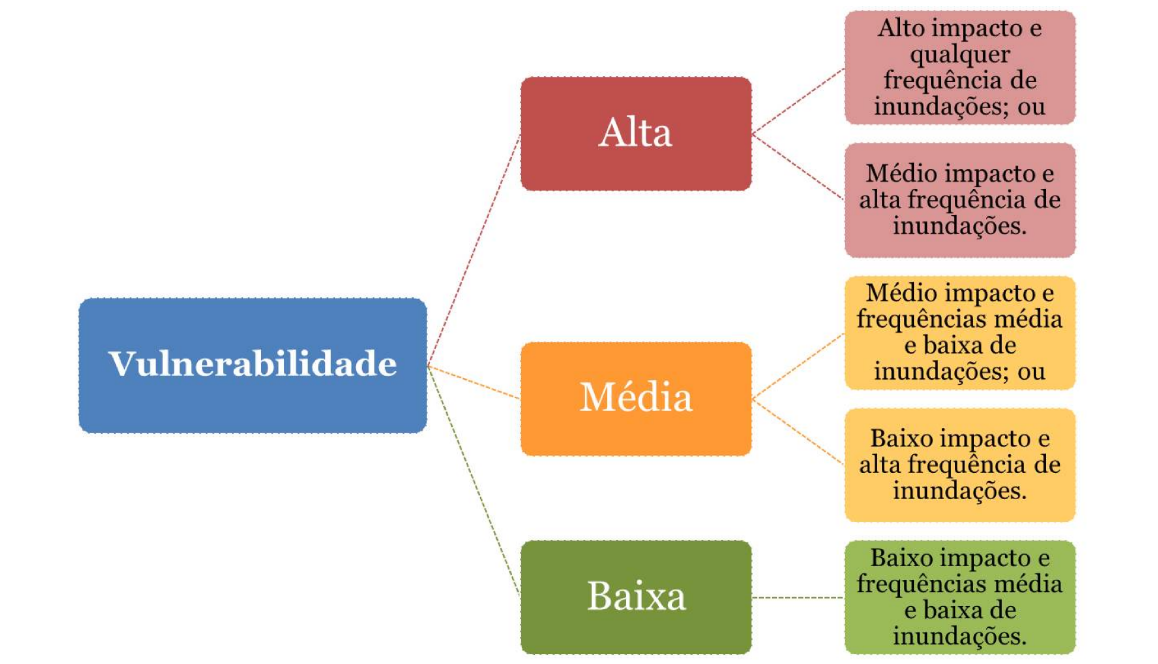 Vulnerabilidade
Alta
Alto impacto e
qualquer
frequência de
inundações; ou
Médio impacto e
alta frequência de
inundações.
Média
Médio impacto e
frequências média
e baixa de
inundações; ou
Baixo impacto e
alta frequência de
inundações.
Baixa
Baixo impacto e
frequências média
e baixa de
inundações.